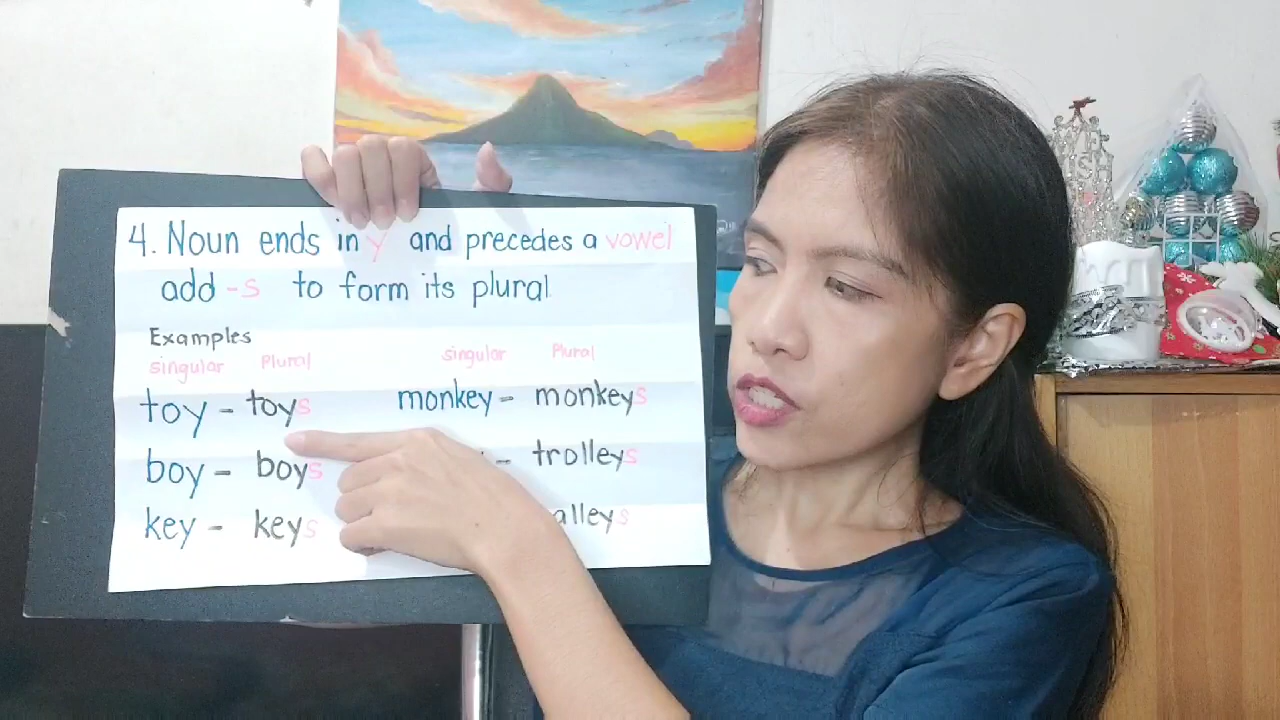 4. Noun ends in y and precedes a vowel
add -s to form its plural.
Examples
singular Plural singular Plural
toy - toys monkey - monkeys
boy - boys - trolleys
key - keys alleys